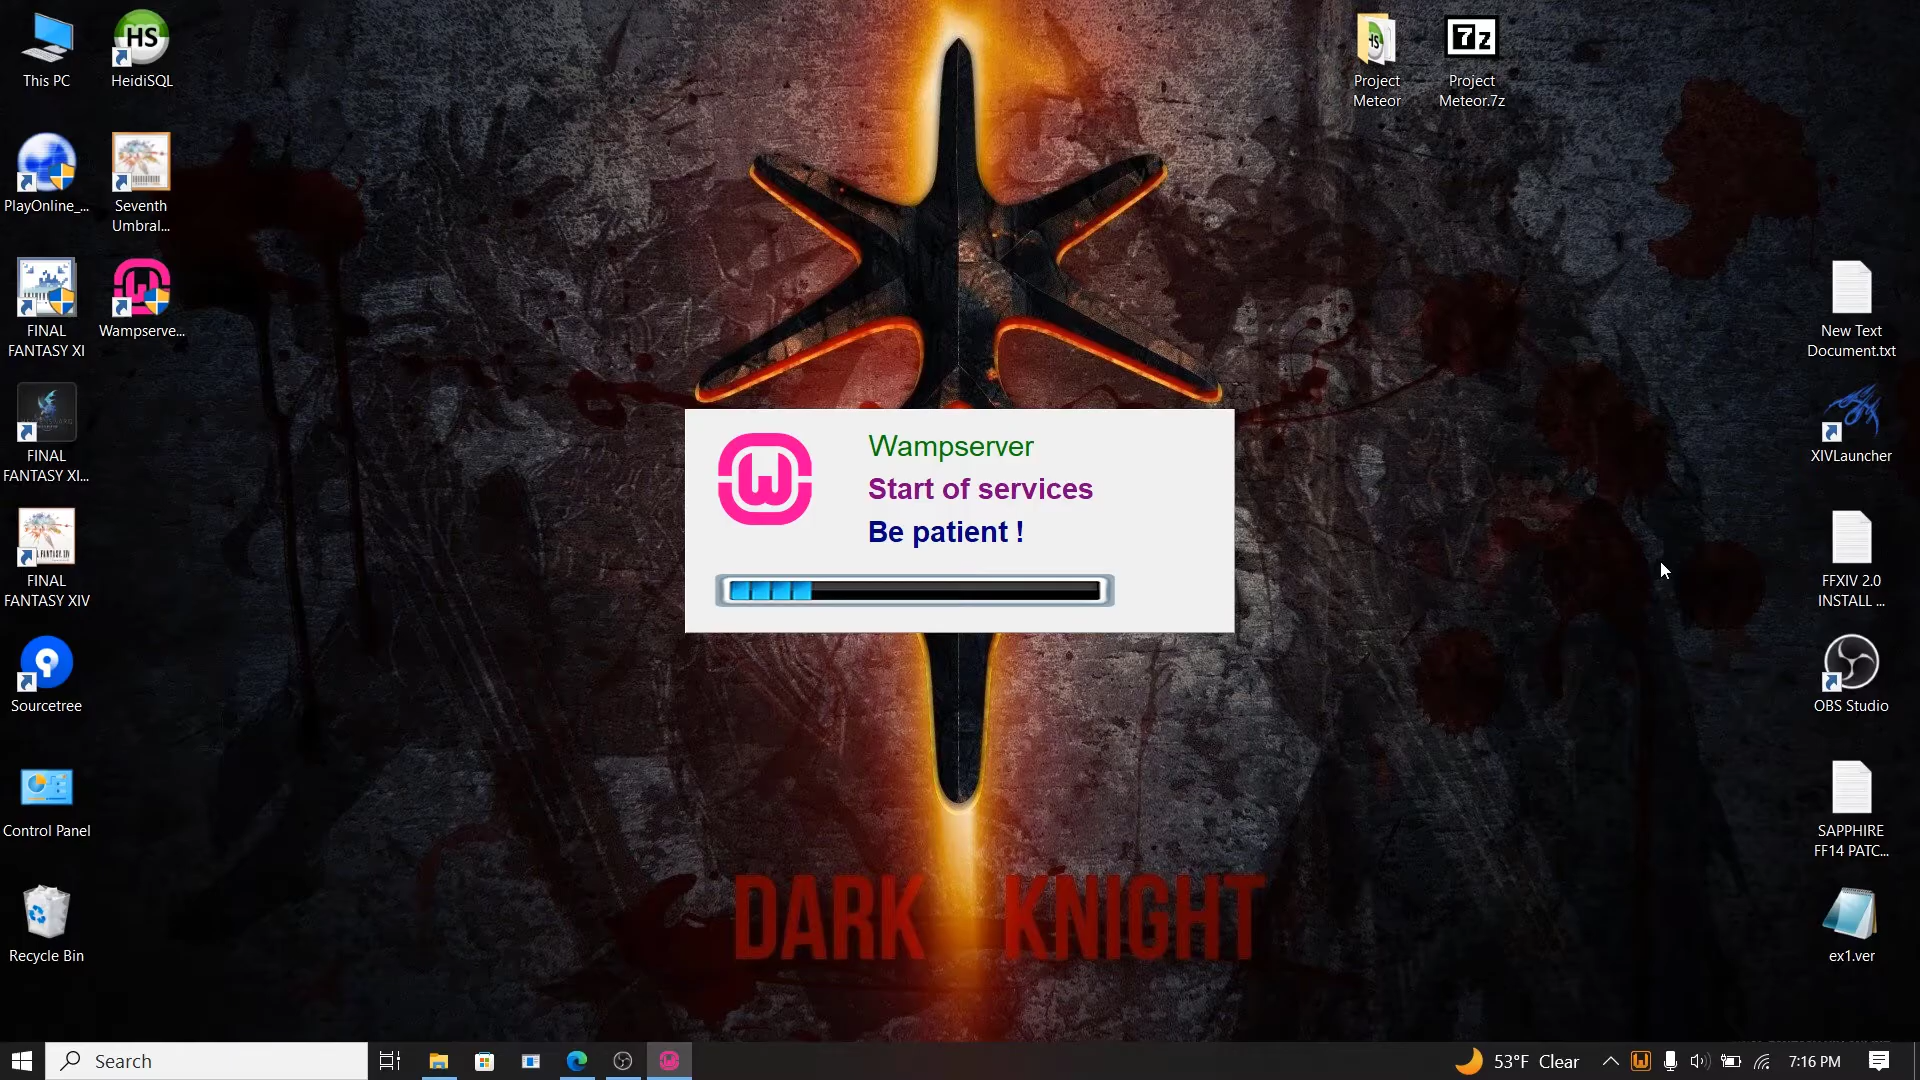 This PC
HeidiSQL
Project
Meteor
7z
Project
Meteor.7z
PlayOnline_...
Seventh
Umbral...
FINAL
FANTASY XI
Wampserve...
New Text
Document.txt
FINAL
FANTASY XI...
XIVLauncher
Wampserver
Start of services
Be patient !
FINAL
FANTASY XIV
FFXIV 2.0
INSTALL ...
Sourcetree
OBS Studio
Control Panel
SAPPHIRE
FF14 PATC...
DARK KNIGHT
Recycle Bin
ex1.ver
Search
53°F Clear
7:16 PM